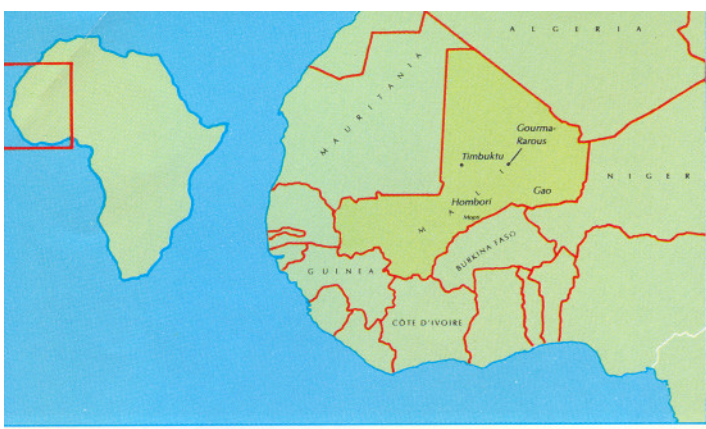 ALGERIA
MAURITANIA
Gourma-
Rarous
Timbuktu
NIGER
MALI
Gao
Hombori
BURKINA FASO
GUINEA
CÔTE D'IVOIRE